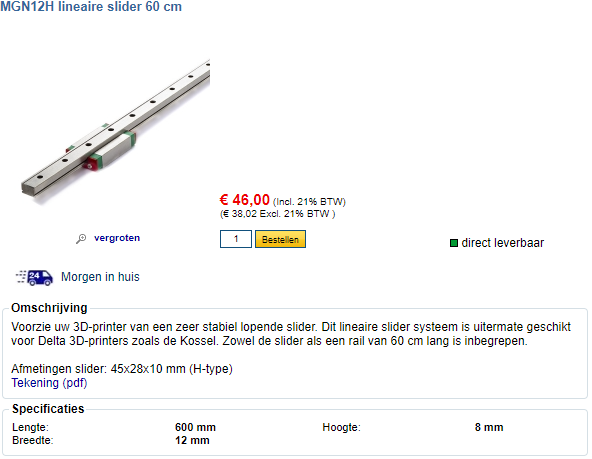 MGN12H lineaire slider 60 cm
€ 46,00 (Incl. 21% BTW)
(€ 38,02 Excl. 21% BTW )
vergroten
1 Bestellen
direct leverbaar
24 Morgen in huis
Omschrijving
Voorzie uw 3D-printer van een zeer stabiel lopende slider. Dit lineaire slider systeem is uitermate geschikt
voor Delta 3D-printers zoals de Kossel. Zowel de slider als een rail van 60 cm lang is inbegrepen.
Afmetingen slider: 45x28x10 mm (H-type)
Tekening (pdf)
Specificaties
Lengte: 600 mm Hoogte: 8 mm
Breedte: 12 mm